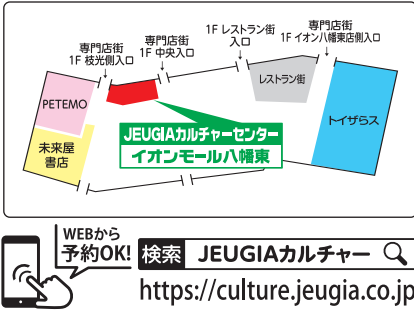 専門店街
1F 枝光側入口
専門店街
1F 中央入口
1F レストラン街
入口
専門店街
1F イオン八幡東店側入口
PETEMO
レストラン街
トイザらス
未来屋
書店
JEUGIAカルチャーセンター
イオンモール八幡東
WEBから
予約OK!
検索 JEUGIAカルチャー
https://culture.jeugia.co.jp